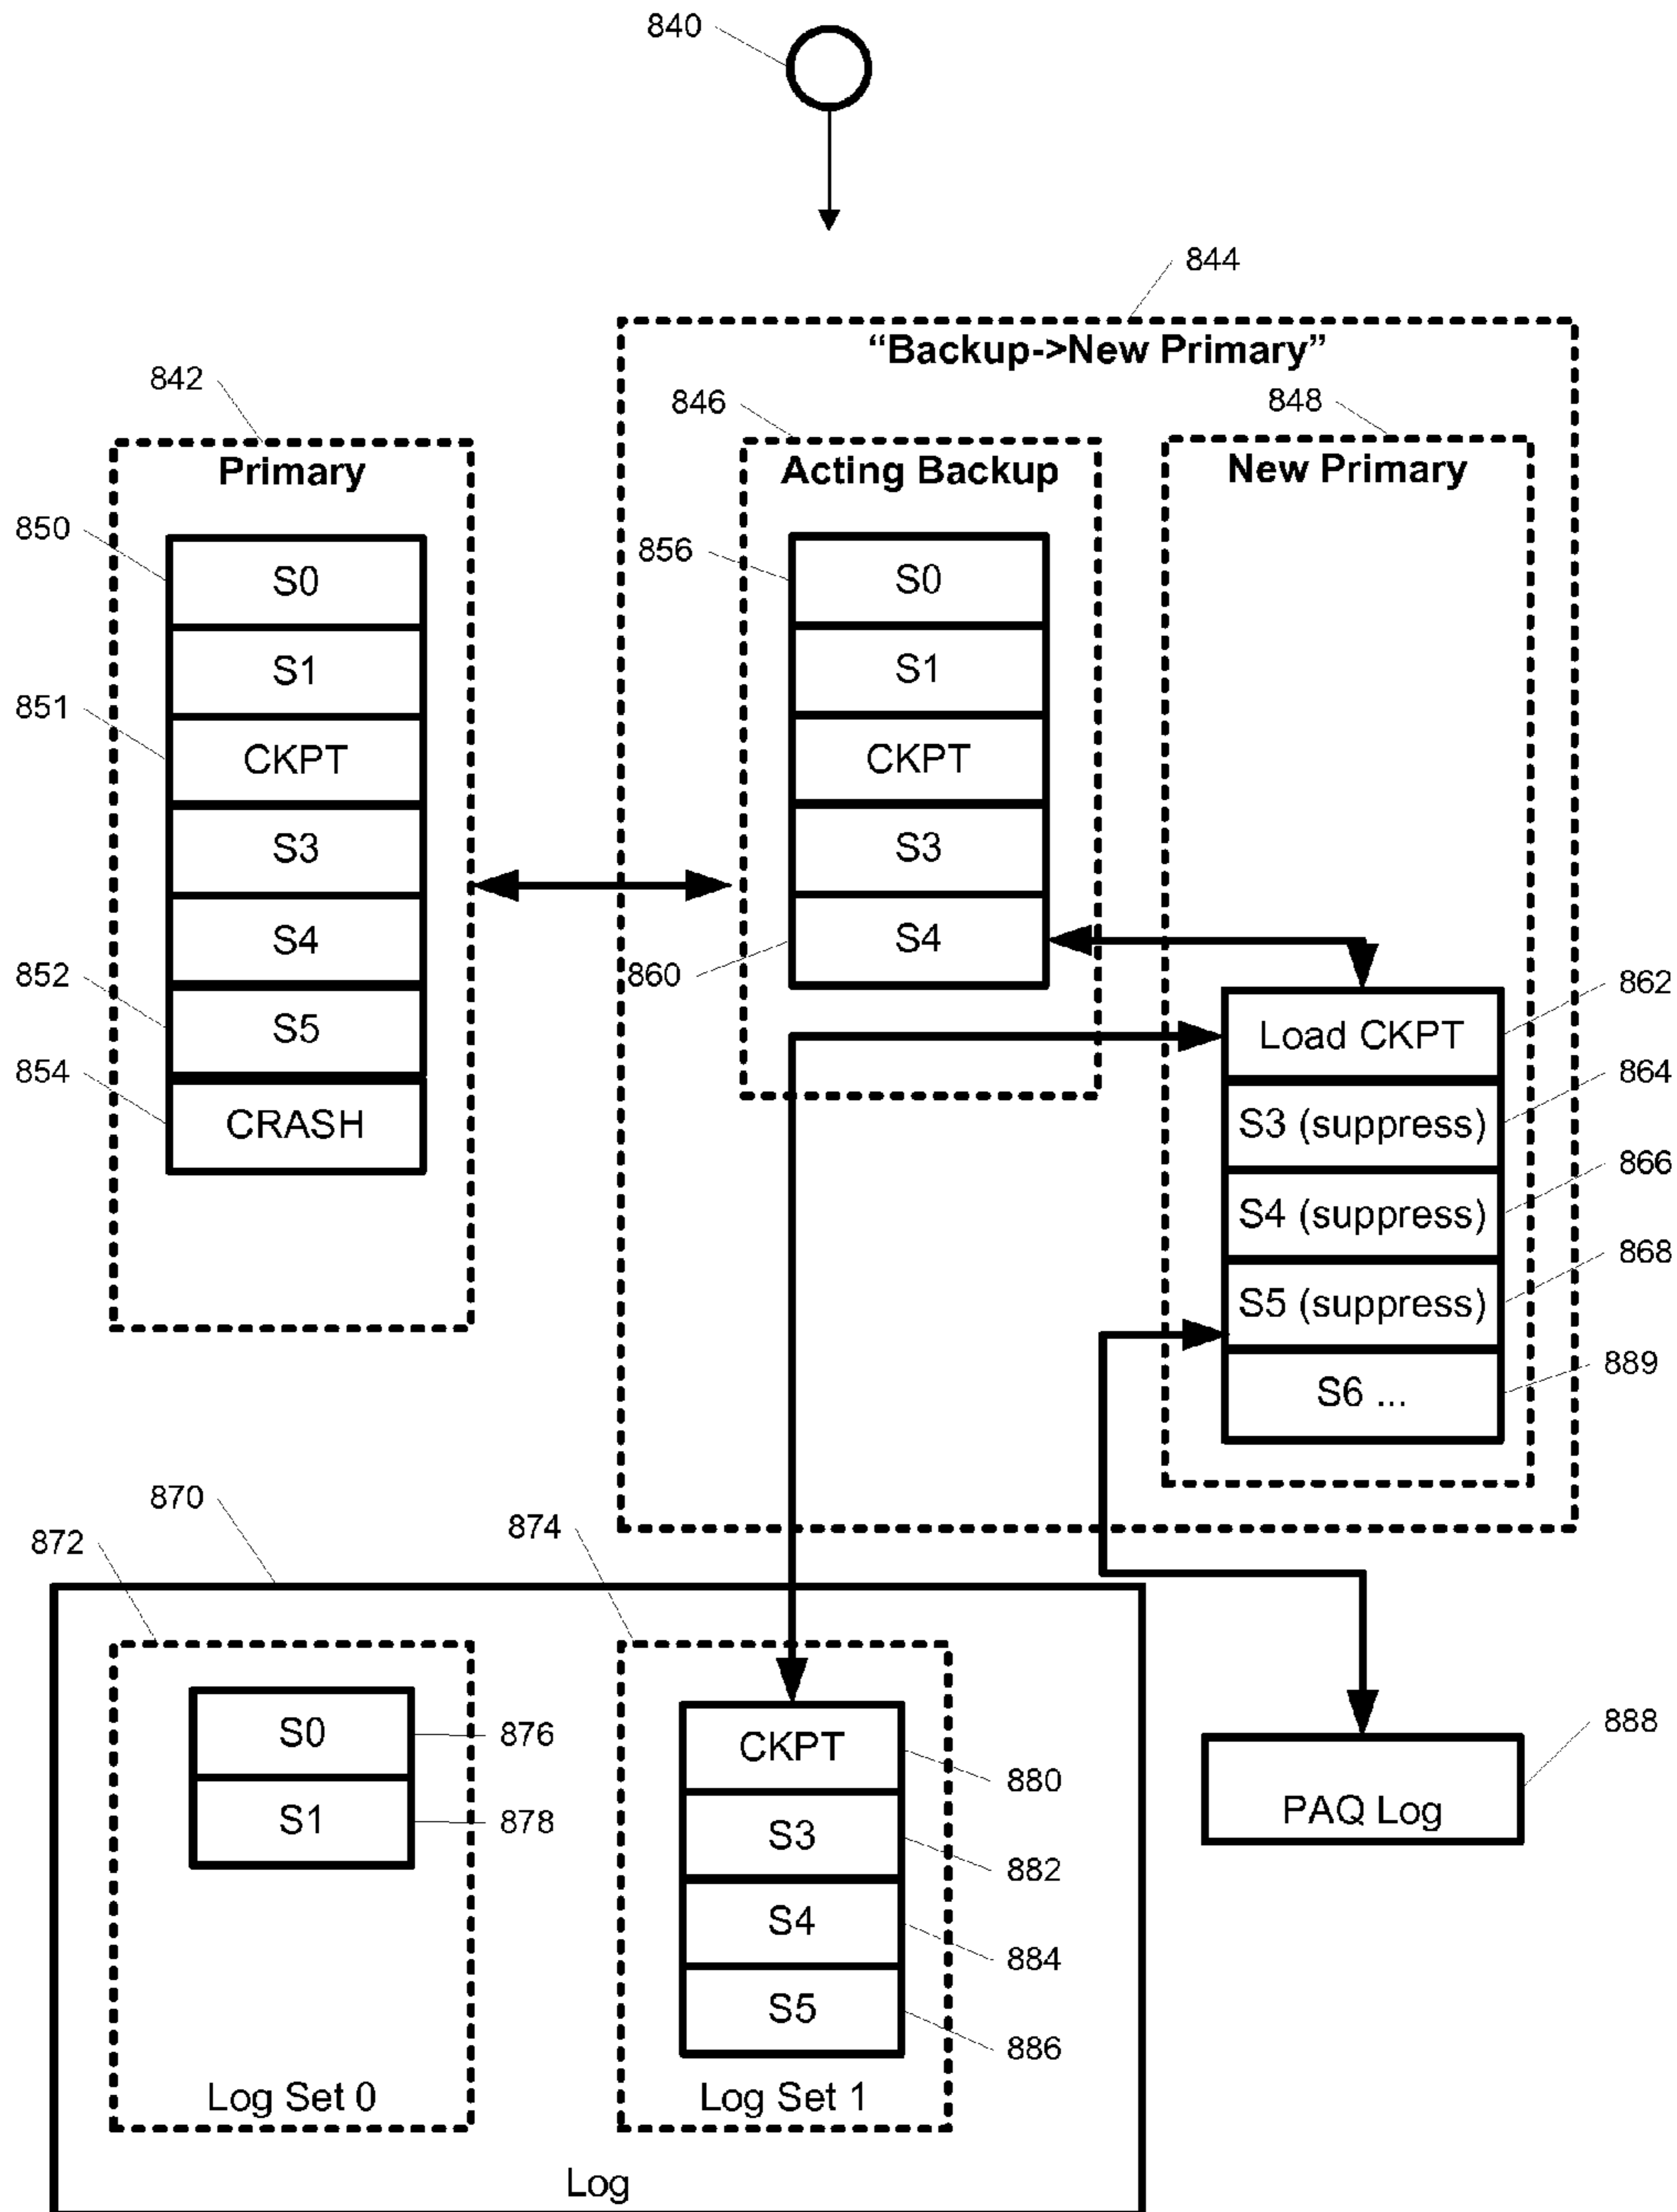 840
844
“Backup->New Primary”
842
846
848
Primary
Acting Backup
New Primary
850
S0
S1
851
CKPT
S3
S4
852
S5
854
CRASH
856
S0
S1
CKPT
S3
S4
860
Load CKPT
862
S3 (suppress)
864
S4 (suppress)
866
S5 (suppress)
868
S6 ...
889
870
872
874
S0
876
S1
878
Log Set 0
CKPT
880
S3
882
S4
884
S5
886
Log Set 1
Log
888
PAQ Log